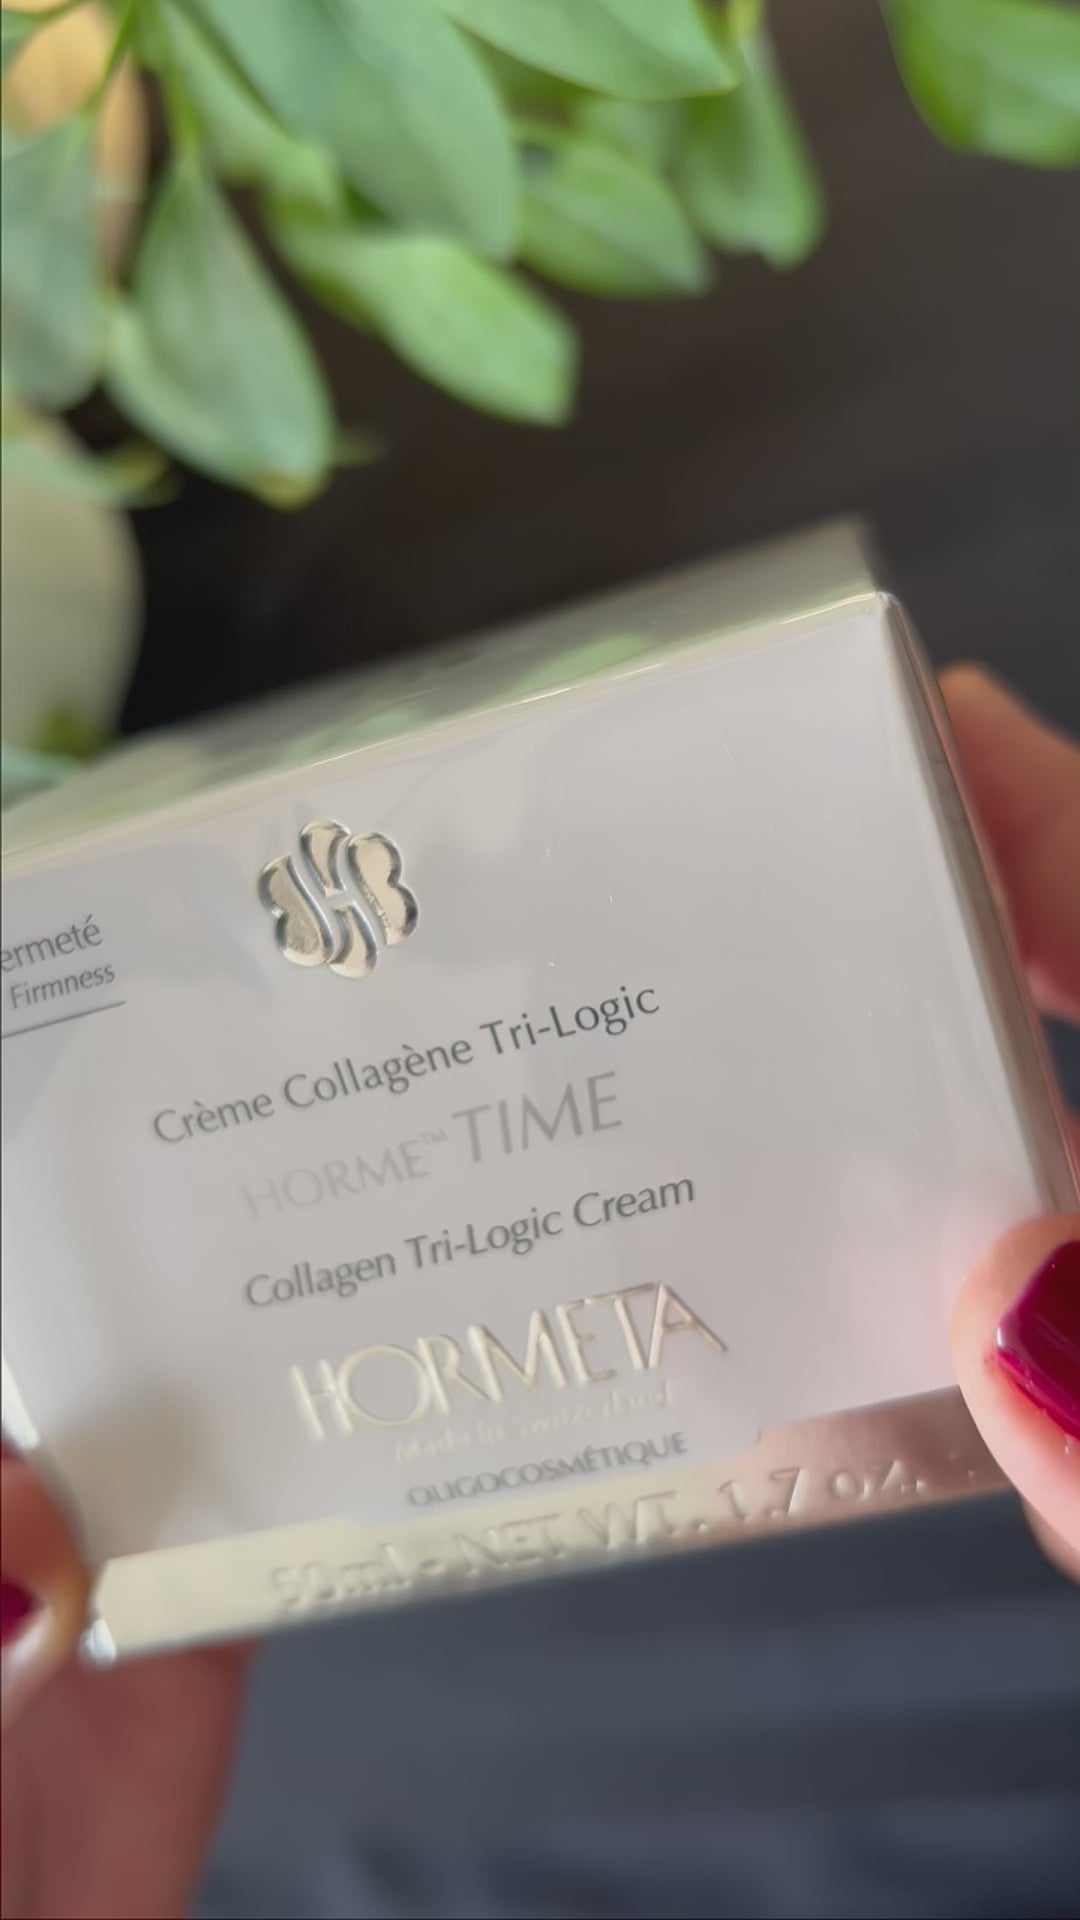 ermeté
Firmness
Crème Collagène Tri-Logic
HORME™ TIME
Collagen Tri-Logic Cream
HORMETA
Made in Switzerland
OLIGOCOSMÉTIQUE
50ml - NET WT. 1.7 oz.